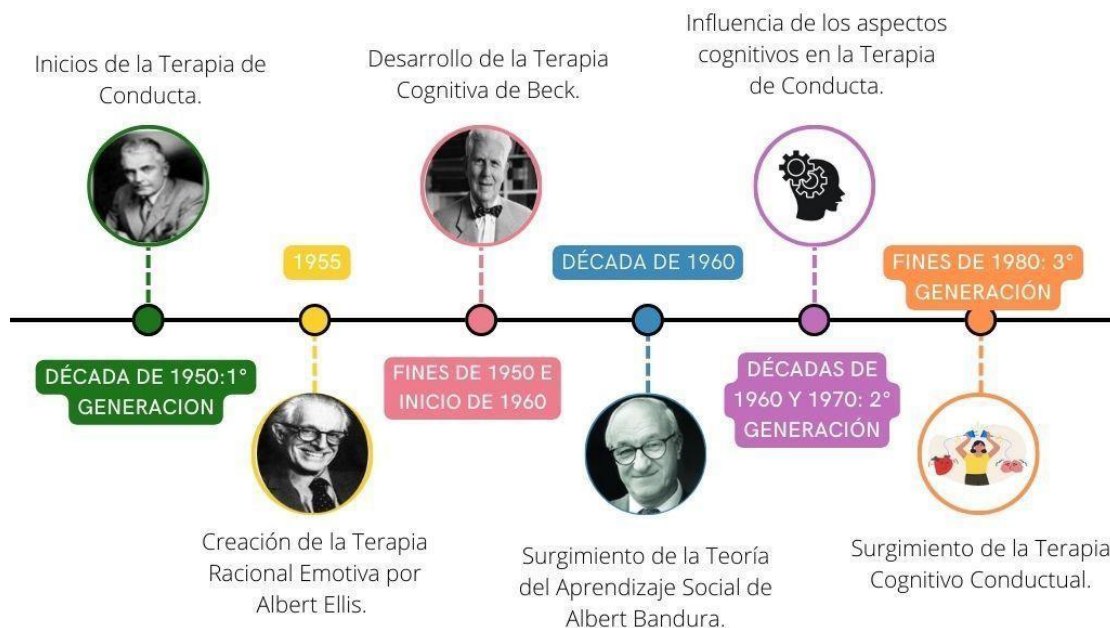 Inicios de la Terapia de
Conducta.
DÉCADA DE 1950:1°
GENERACION
1955
Creación de la Terapia
Racional Emotiva por
Albert Ellis.
Desarrollo de la Terapia
Cognitiva de Beck.
FINES DE 1950 E
INICIO DE 1960
DÉCADA DE 1960
Surgimiento de la Teoría
del Aprendizaje Social de
Albert Bandura.
Influencia de los aspectos
cognitivos en la Terapia
de Conducta.
DÉCADAS DE
1960 Y 1970: 2°
GENERACIÓN
FINES DE 1980: 3°
GENERACIÓN
Surgimiento de la Terapia
Cognitivo Conductual.